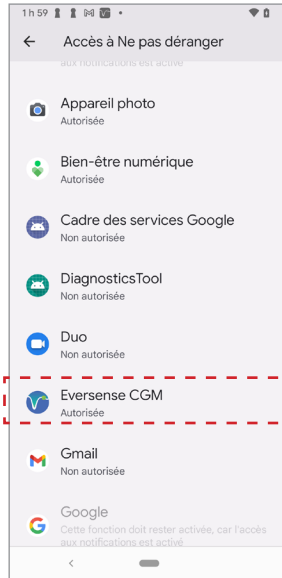 1 h 59
Accès à Ne pas déranger
aux notifications est activé
Appareil photo
Autorisée
Bien-être numérique
Autorisée
Cadre des services Google
Non autorisée
DiagnosticsTool
Non autorisée
Duo
Non autorisée
Eversense CGM
Autorisée
Gmail
Non autorisée
Google
Cette fonction doit rester activée, car l'accès
aux notifications est activé